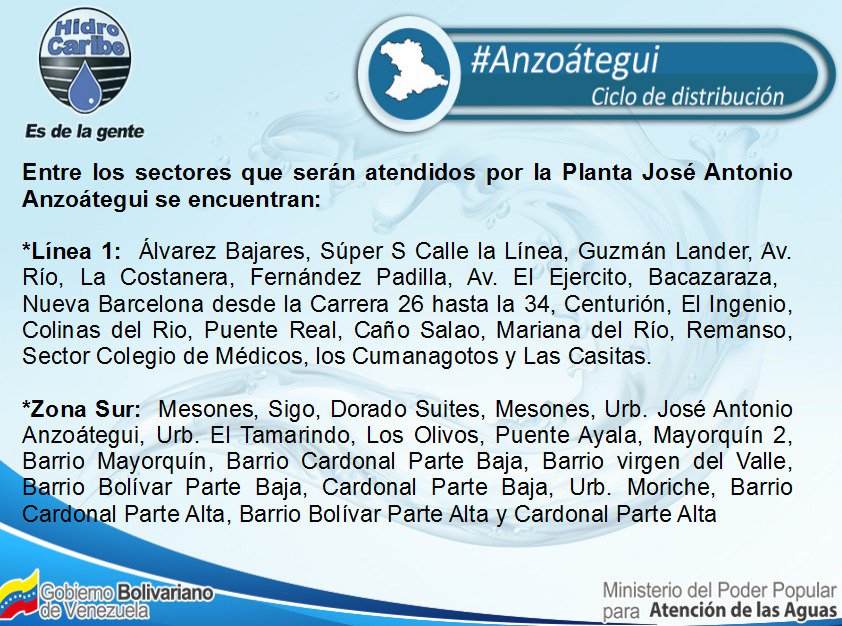 Hidro
Caribe
Es de la gente
#Anzoátegui
Ciclo de distribución
Entre los sectores que serán atendidos por la Planta José Antonio
Anzoátegui se encuentran:
*Línea 1: Álvarez Bajares, Súper S Calle la Línea, Guzmán Lander, Av.
Río, La Costanera, Fernández Padilla, Av. El Ejercito, Bacazaraza,
Nueva Barcelona desde la Carrera 26 hasta la 34, Centurión, El Ingenio,
Colinas del Rio, Puente Real, Caño Salao, Mariana del Río, Remanso,
Sector Colegio de Médicos, los Cumanagotos y Las Casitas.
*Zona Sur: Mesones, Sigo, Dorado Suites, Mesones, Urb. José Antonio
Anzoátegui, Urb. El Tamarindo, Los Olivos, Puente Ayala, Mayorquín 2,
Barrio Mayorquín, Barrio Cardonal Parte Baja, Barrio virgen del Valle,
Barrio Bolívar Parte Baja, Cardonal Parte Baja, Urb. Moriche, Barrio
Cardonal Parte Alta, Barrio Bolívar Parte Alta y Cardonal Parte Alta
Gobierno Bolivariano
de Venezuela
Ministerio del Poder Popular
para Atención de las Aguas